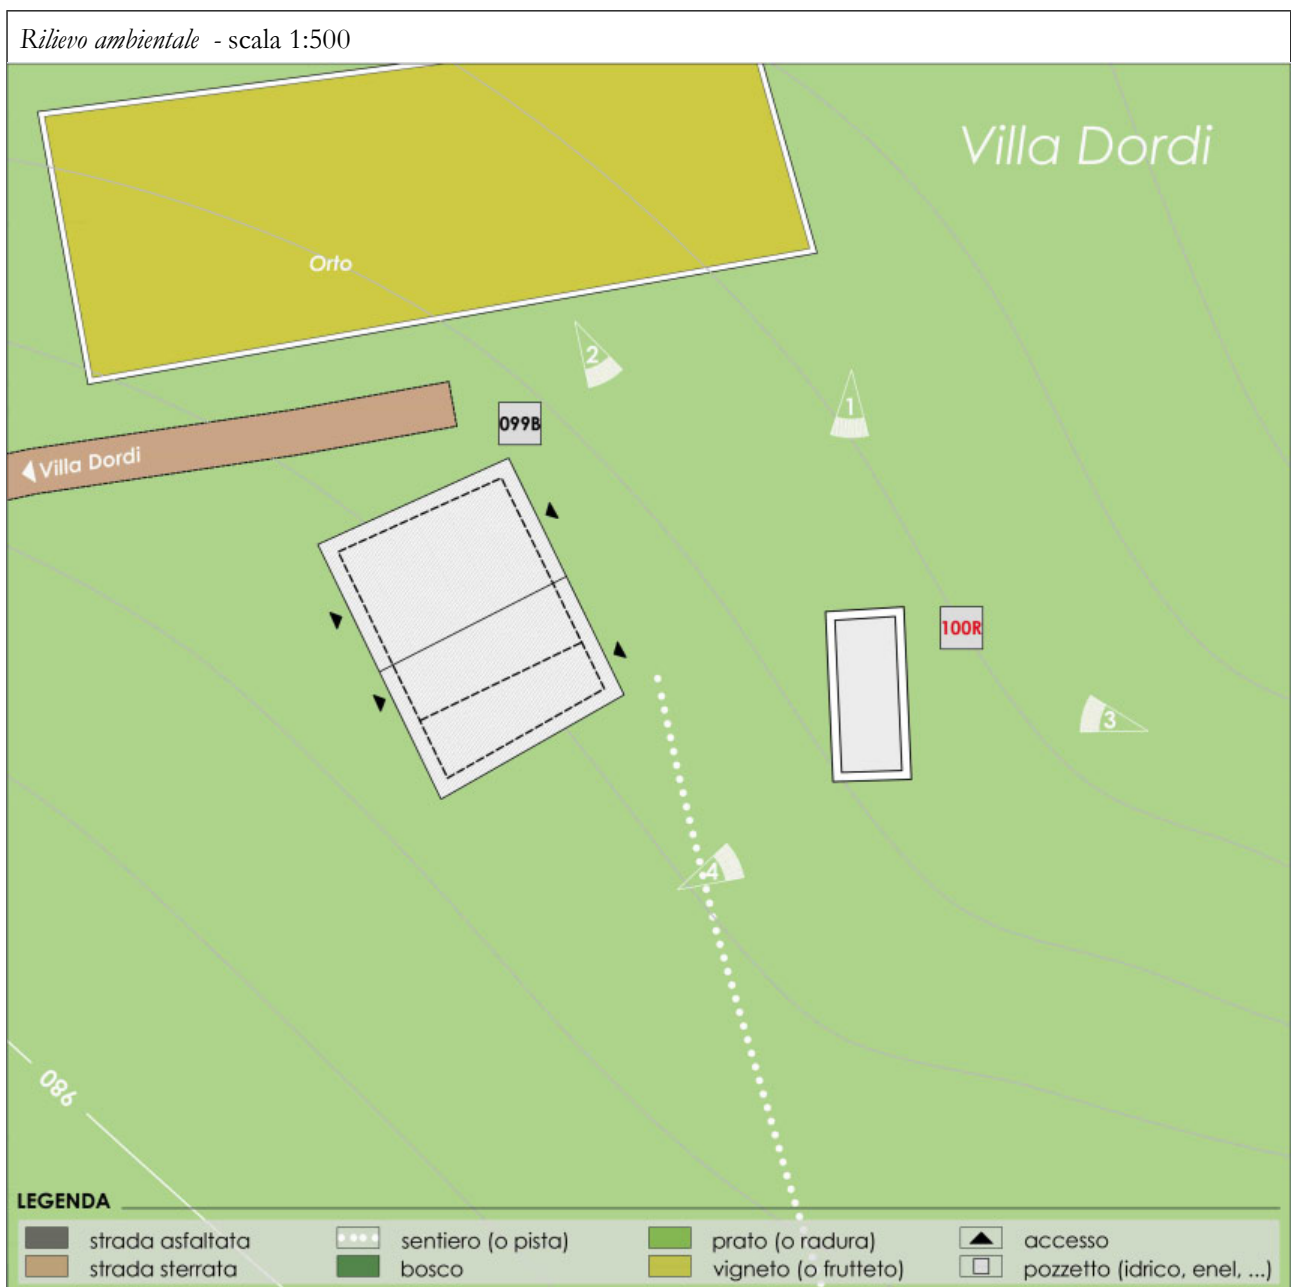 Rilievo ambientale - scala 1:500
Villa Dordi
Orto
2
1
099B
Villa Dordi
100R
3
4
980
LEGENDA
strada asfaltata
sentiero (o pista)
prato (o radura)
accesso
strada sterrata
bosco
vigneto (o frutteto)
pozzetto (idrico, enel, ...)